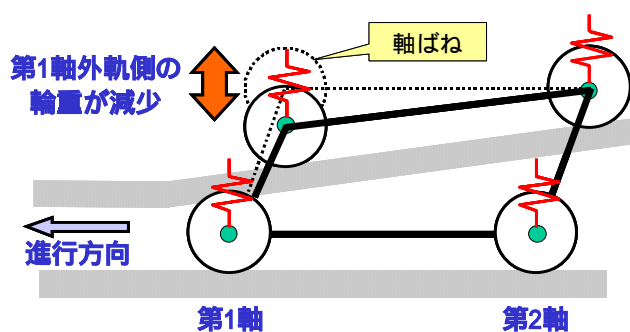 軸ばね
第1軸外軌側の
輪重が減少
進行方向
第1軸
第2軸